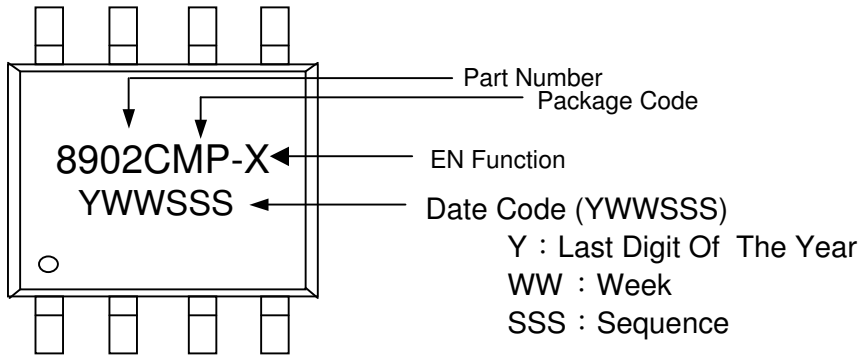 Part Number
Package Code
8902CMP-X
EN Function
YWWSSS
Date Code (YWWSSS)
Y : Last Digit Of The Year
WW : Week
SSS : Sequence